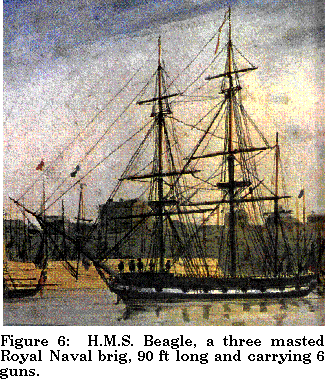 Figure 6: H.M.S. Beagle, a three masted
Royal Naval brig, 90 ft long and carrying 6
guns.